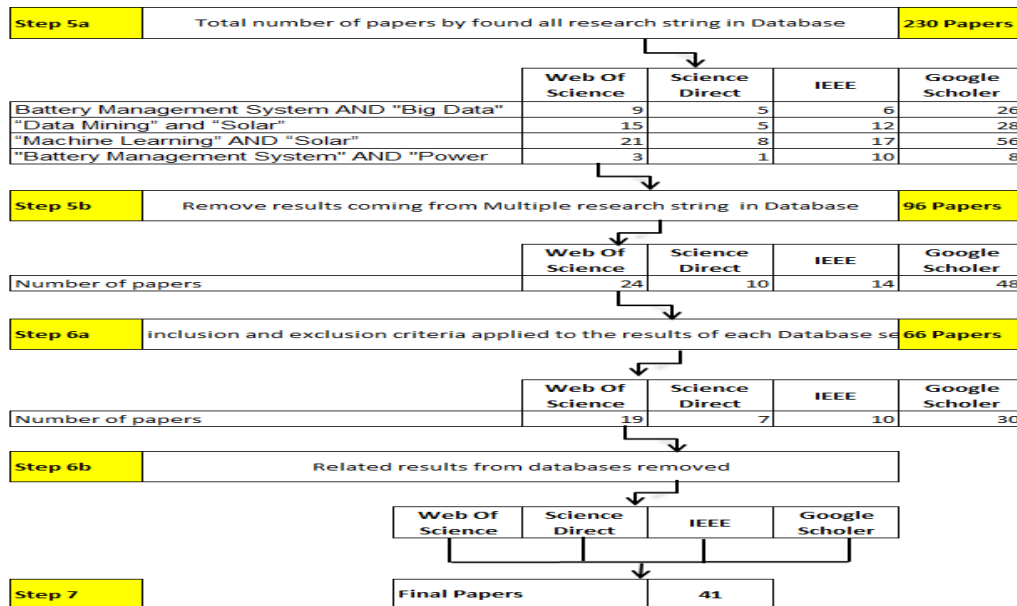 Step 5a Total number of papers by found all research string in Database 230 Papers
Web Of Science Science Direct IEEE Google Scholer
Battery Management System AND "Big Data" 9 5 6 26
“Data Mining” and “Solar” 15 5 12 28
“Machine Learning” AND “Solar” 21 8 17 56
"Battery Management System" AND "Power 3 1 10 8
Step 5b Remove results coming from Multiple research string in Database 96 Papers
Web Of Science Science Direct IEEE Google Scholer
Number of papers 24 10 14 48
Step 6a inclusion and exclusion criteria applied to the results of each Database se 66 Papers
Web Of Science Science Direct IEEE Google Scholer
Number of papers 19 7 10 30
Step 6b Related results from databases removed
Web Of Science Science Direct IEEE Google Scholer
Step 7 Final Papers 41